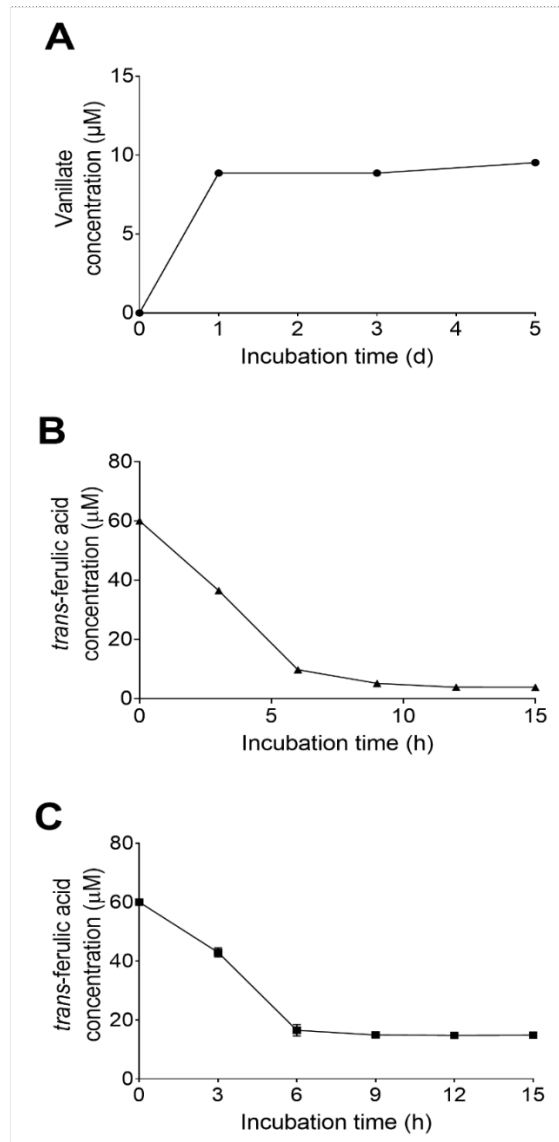 A
Vanillate
concentration (µM)
15
10
5
0
0 1 2 3 4 5
Incubation time (d)
B
trans-ferulic acid
concentration (µM)
80
60
40
20
0
0 5 10 15
Incubation time (h)
C
trans-ferulic acid
concentration (µM)
80
60
40
20
0
0 3 6 9 12 15
Incubation time (h)